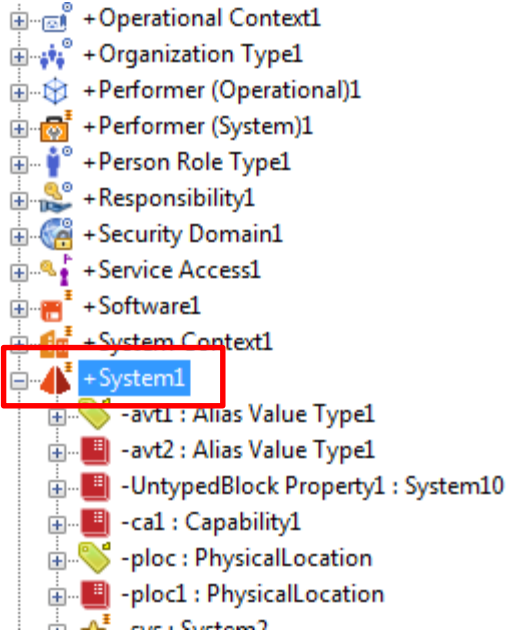 +Operational Context1
+Organization Type1
+Performer (Operational)1
+Performer (System)1
+Person Role Type1
+Responsibility1
+Security Domain1
+Service Access1
+Software1
+System Context1
+System1
-avt1 : Alias Value Type1
-avt2 : Alias Value Type1
-UntypedBlock Property1 : System10
-ca1 : Capability1
-ploc : PhysicalLocation
-ploc1 : PhysicalLocation
-sys : System2